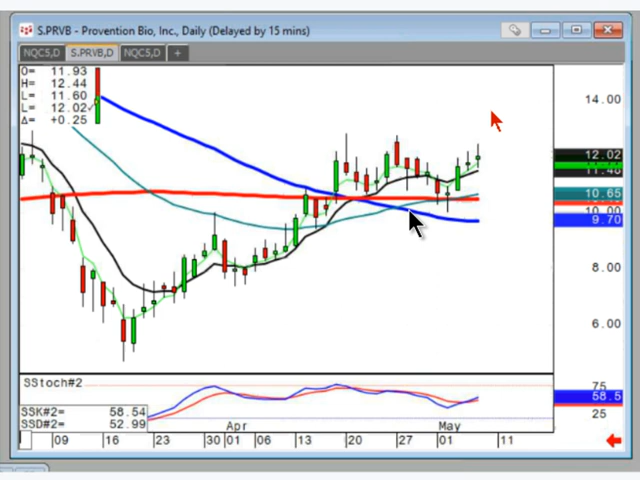 S.PRVB - Provention Bio, Inc., Daily (Delayed by 15 mins)
NQC5,D S.PRVB,D NQC5,D +
O= 11.93
H= 12.44
L= 11.60
L= 12.02
Δ= +0.25
14.00
12.02
11.48
10.65
10.00
9.70
8.00
6.00
SStoch#2
75
58.5
25
SSK#2= 58.54
SSD#2= 52.99
Apr May
09 16 23 30 01 06 13 20 27 01 11